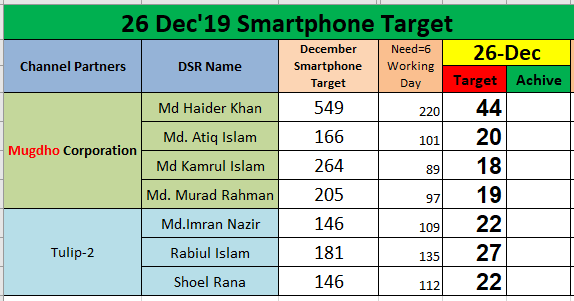 26 Dec'19 Smartphone Target
Channel Partners DSR Name December Smartphone Target Need=6 Working Day 26-Dec
Target Achive
Mugdho Corporation
Md Haider Khan 549 220 44
Md. Atiq Islam 166 101 20
Md Kamrul Islam 264 89 18
Md. Murad Rahman 205 97 19
Tulip-2
Md.Imran Nazir 146 109 22
Rabiul Islam 181 135 27
Shoel Rana 146 112 22